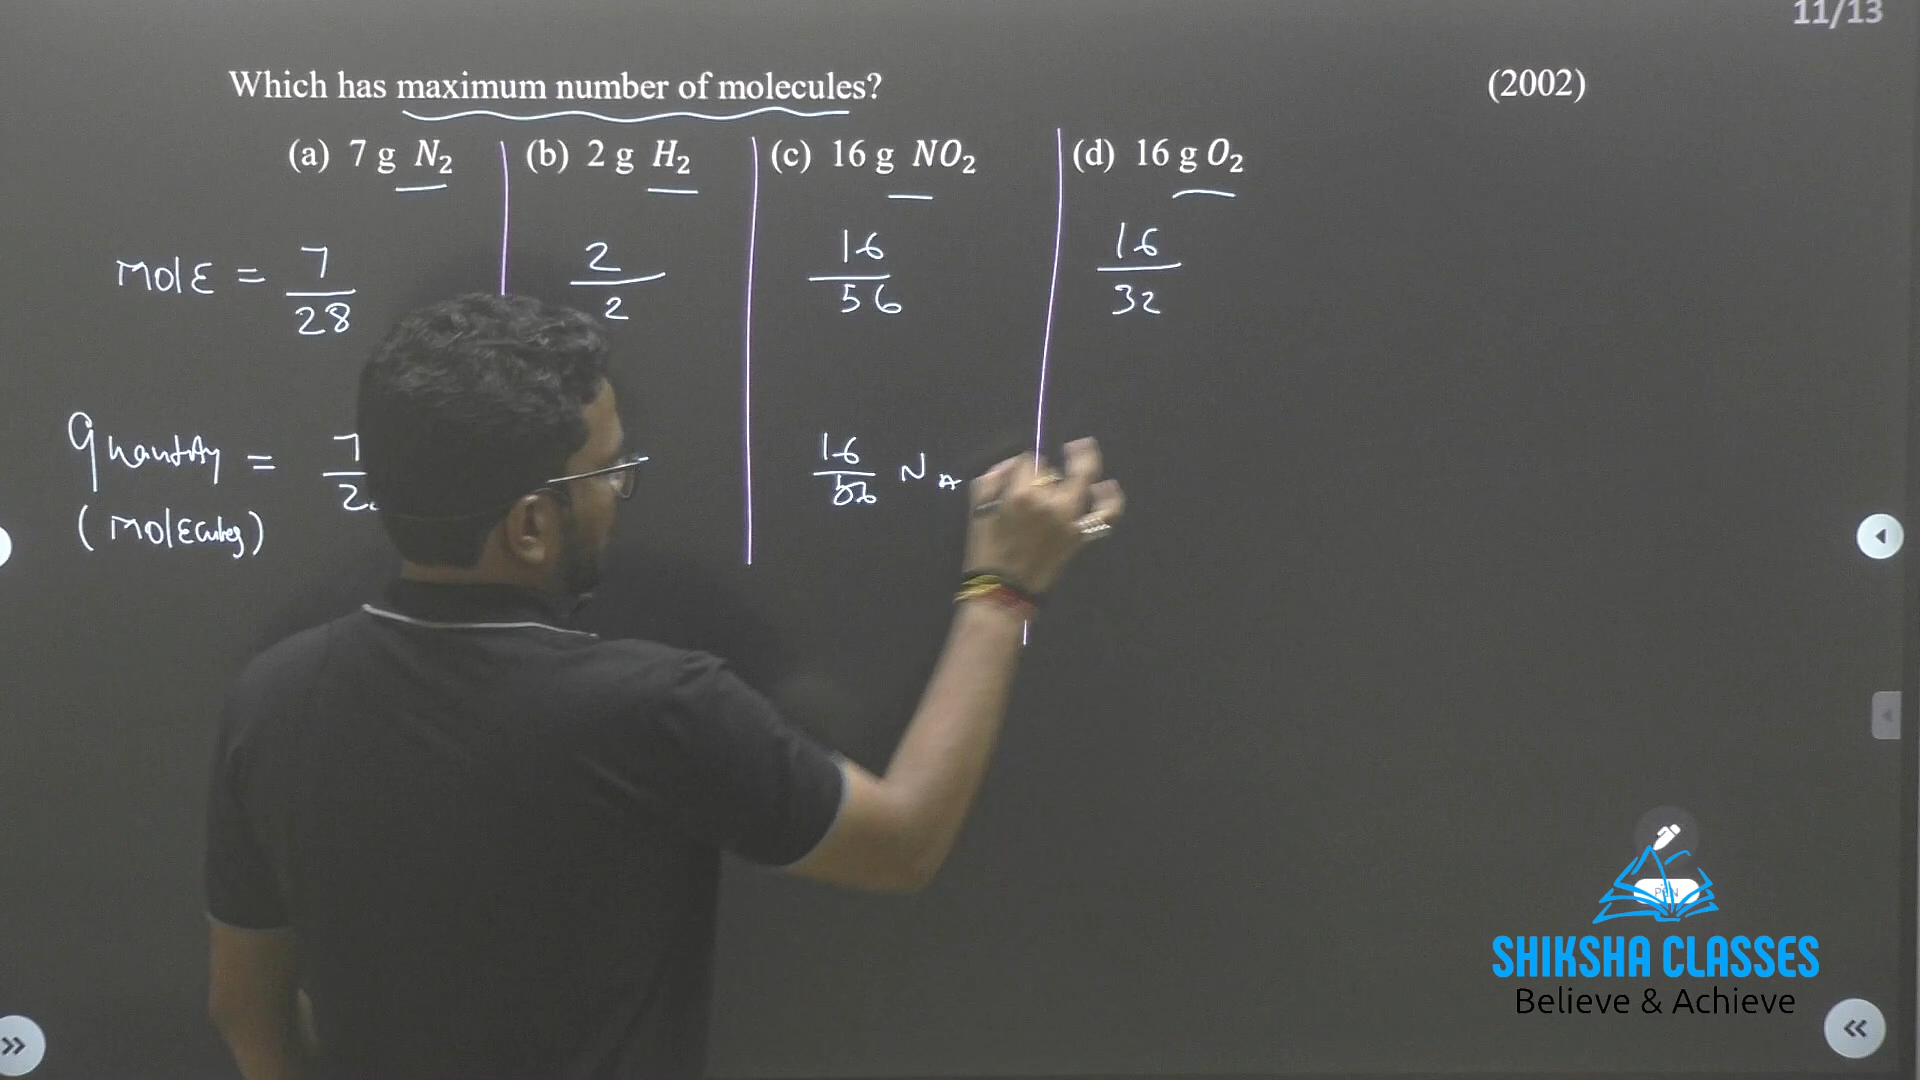 11/13
Which has maximum number of molecules? (2002)
(a) 7 g N₂ (b) 2 g H₂ (c) 16 g NO₂ (d) 16 g O₂
mole = 7/28 2/2 16/56 16/32
Quantity = 7/2 16/56 N_A
(molecules)
SHIKSHA CLASSES
Believe & Achieve